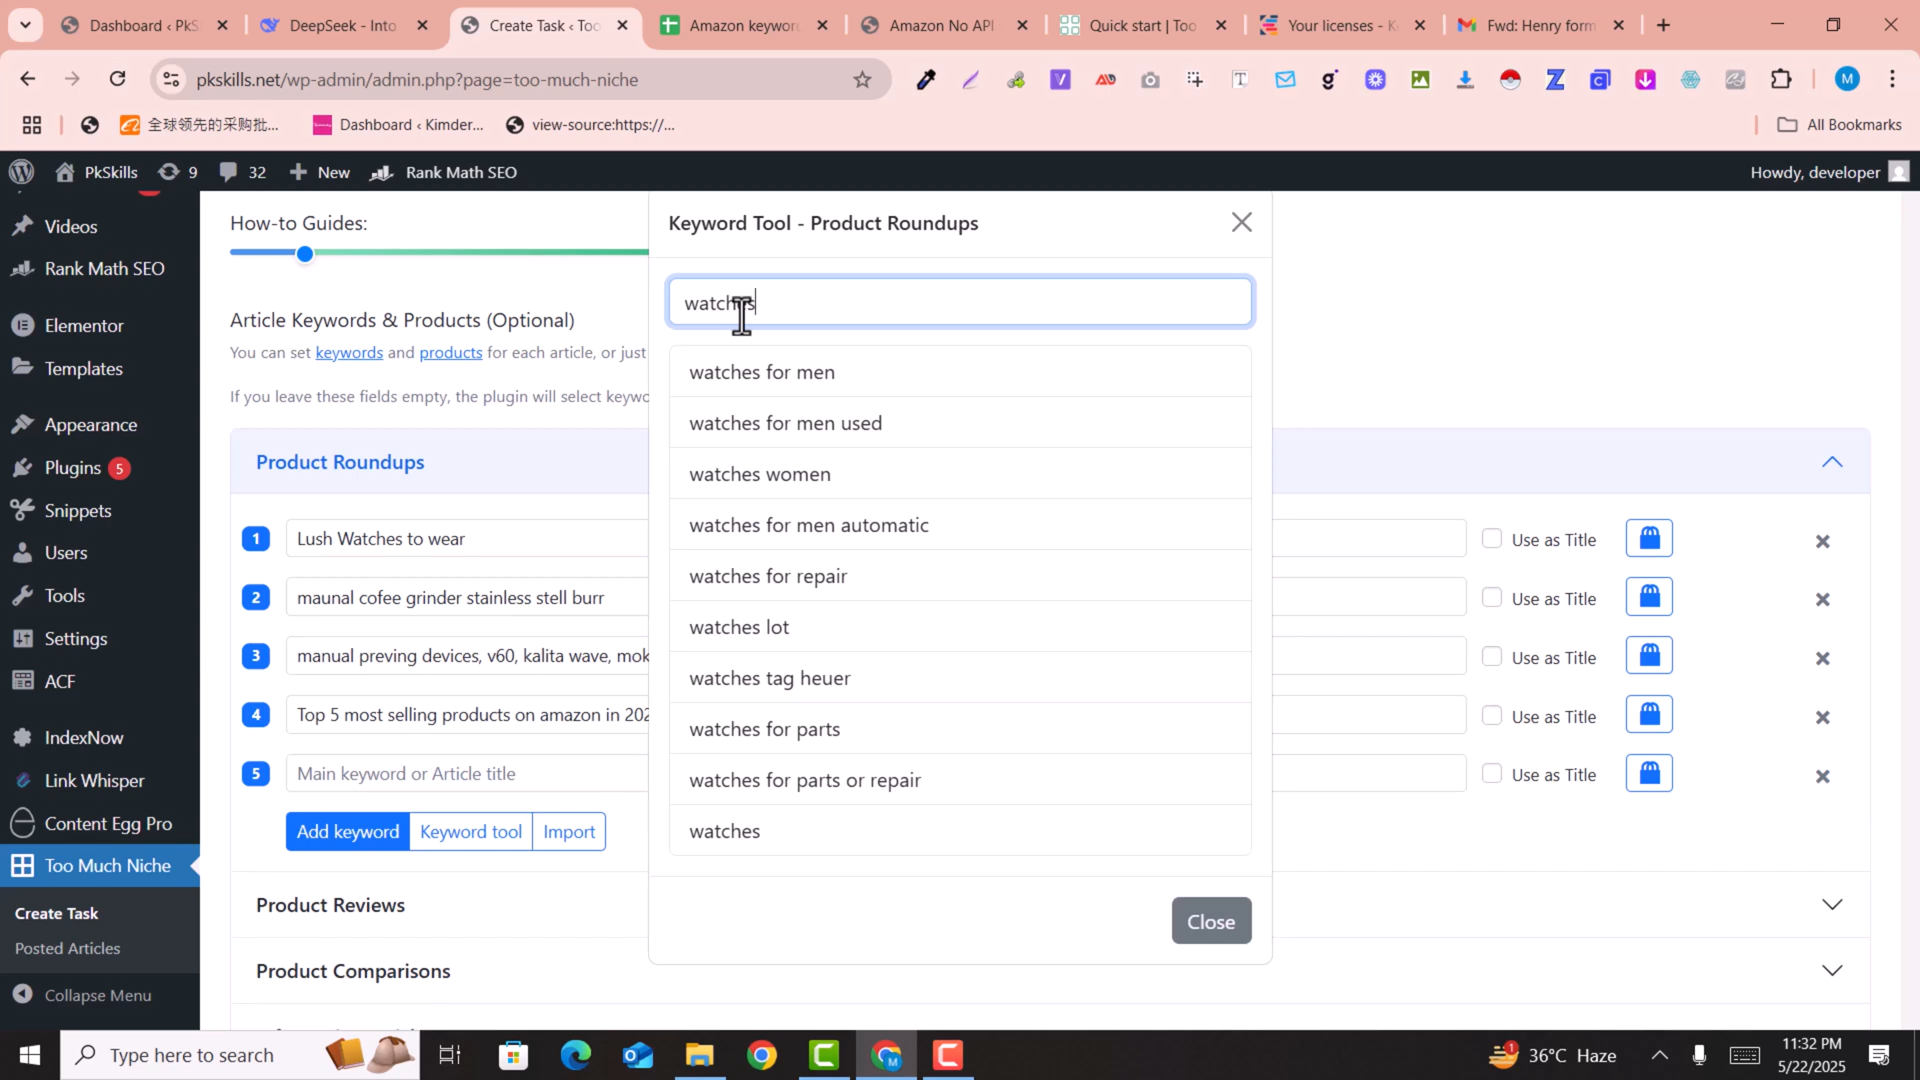 Dashboard ‹ PkS
DeepSeek - Into
Create Task ‹ Too
Amazon keyword
Amazon No API
Quick start | Too
Your licenses - K
Fwd: Henry form
pkskills.net/wp-admin/admin.php?page=too-much-niche
M
全球领先的采购批...
Dashboard ‹ Kimder...
view-source:https://...
All Bookmarks
PkSkills
9
32
New
Rank Math SEO
Howdy, developer
Videos
Rank Math SEO
Elementor
Templates
Appearance
Plugins 5
Snippets
Users
Tools
Settings
ACF
IndexNow
Link Whisper
Content Egg Pro
Too Much Niche
Create Task
Posted Articles
Collapse Menu
How-to Guides:
Article Keywords & Products (Optional)
You can set keywords and products for each article, or just
If you leave these fields empty, the plugin will select keywo
Product Roundups
1 Lush Watches to wear Use as Title
2 maunal cofee grinder stainless stell burr Use as Title
3 manual preving devices, v60, kalita wave, mok Use as Title
4 Top 5 most selling products on amazon in 202 Use as Title
5 Main keyword or Article title Use as Title
Add keyword Keyword tool Import
Product Reviews
Product Comparisons
Keyword Tool - Product Roundups
watches
watches for men
watches for men used
watches women
watches for men automatic
watches for repair
watches lot
watches tag heuer
watches for parts
watches for parts or repair
watches
Close
Type here to search
36°C Haze
11:32 PM
5/22/2025